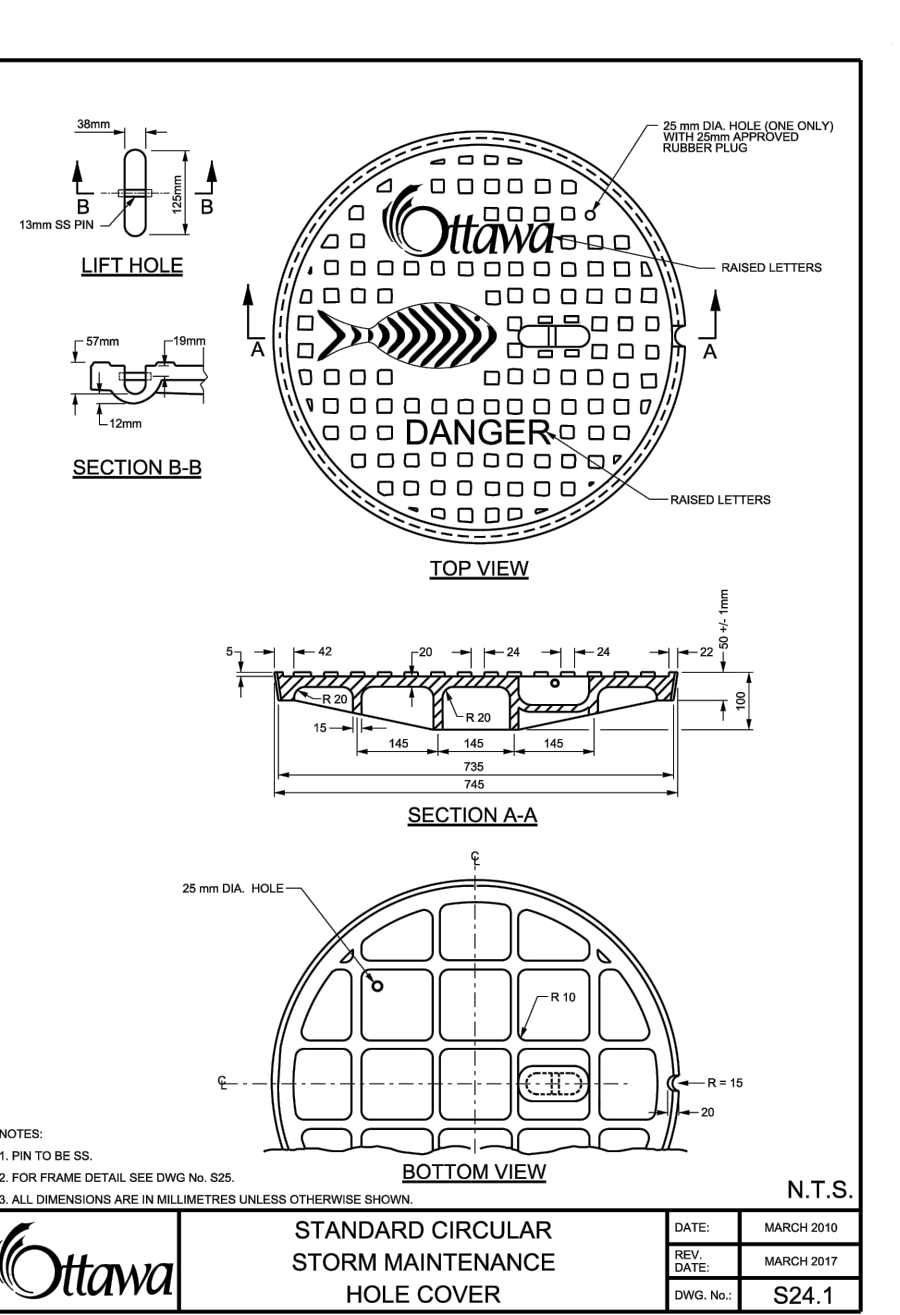 38mm
B
B
125mm
13mm SS PIN
LIFT HOLE
25 mm DIA. HOLE (ONE ONLY)
WITH 25mm APPROVED
RUBBER PLUG
Ottawa
RAISED LETTERS
A
A
DANGER
RAISED LETTERS
TOP VIEW
57mm
19mm
12mm
SECTION B-B
5
42
20
24
24
22
50 +/- 1mm
100
R 20
R 20
15
145
145
145
735
745
SECTION A-A
℄
25 mm DIA. HOLE
R 10
℄
R = 15
20
BOTTOM VIEW
NOTES:
1. PIN TO BE SS.
2. FOR FRAME DETAIL SEE DWG No. S25.
3. ALL DIMENSIONS ARE IN MILLIMETRES UNLESS OTHERWISE SHOWN.
N.T.S.
Ottawa
STANDARD CIRCULAR
STORM MAINTENANCE
HOLE COVER
DATE: MARCH 2010
REV.
DATE: MARCH 2017
DWG. No.: S24.1